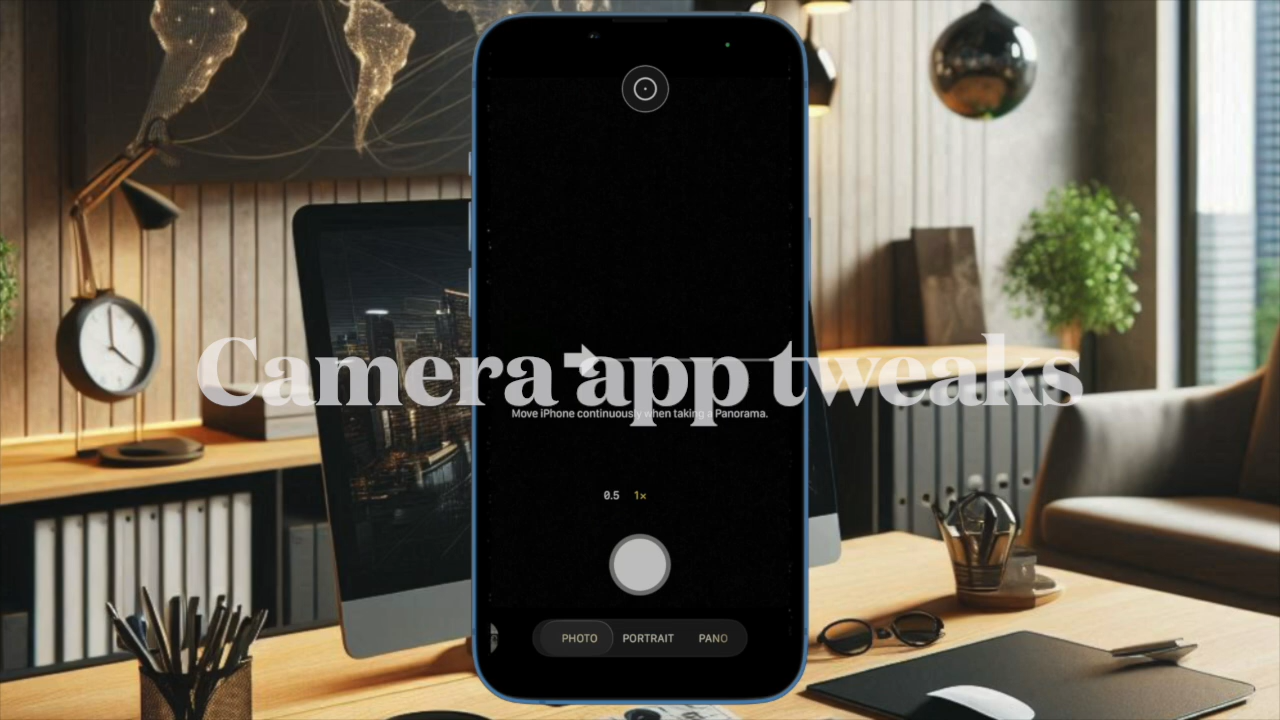 Camera app tweaks
Move iPhone continuously when taking a Panorama.
0.5 1×
PHOTO PORTRAIT PANO